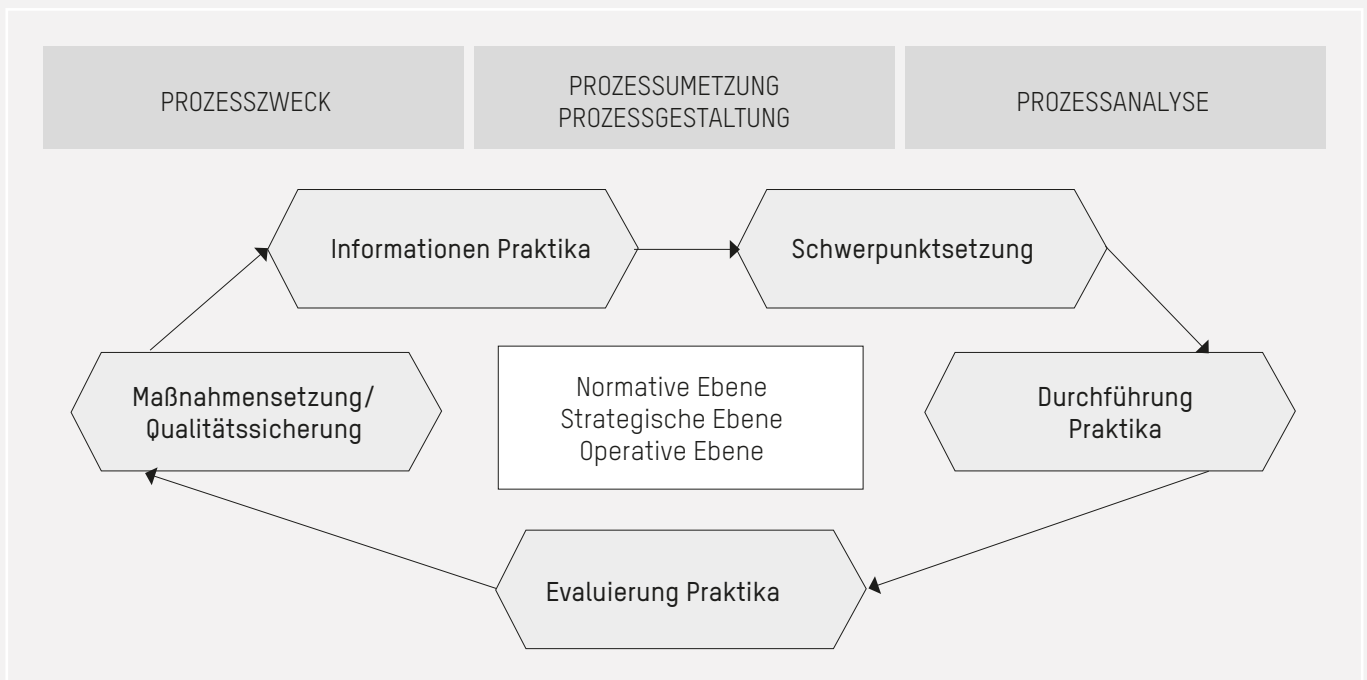 PROZESSZWECK
PROZESSUMETZUNG
PROZESSGESTALTUNG
PROZESSANALYSE
Informationen Praktika
Schwerpunktsetzung
Maßnahmensetzung/
Qualitätssicherung
Normative Ebene
Strategische Ebene
Operative Ebene
Durchführung
Praktika
Evaluierung Praktika